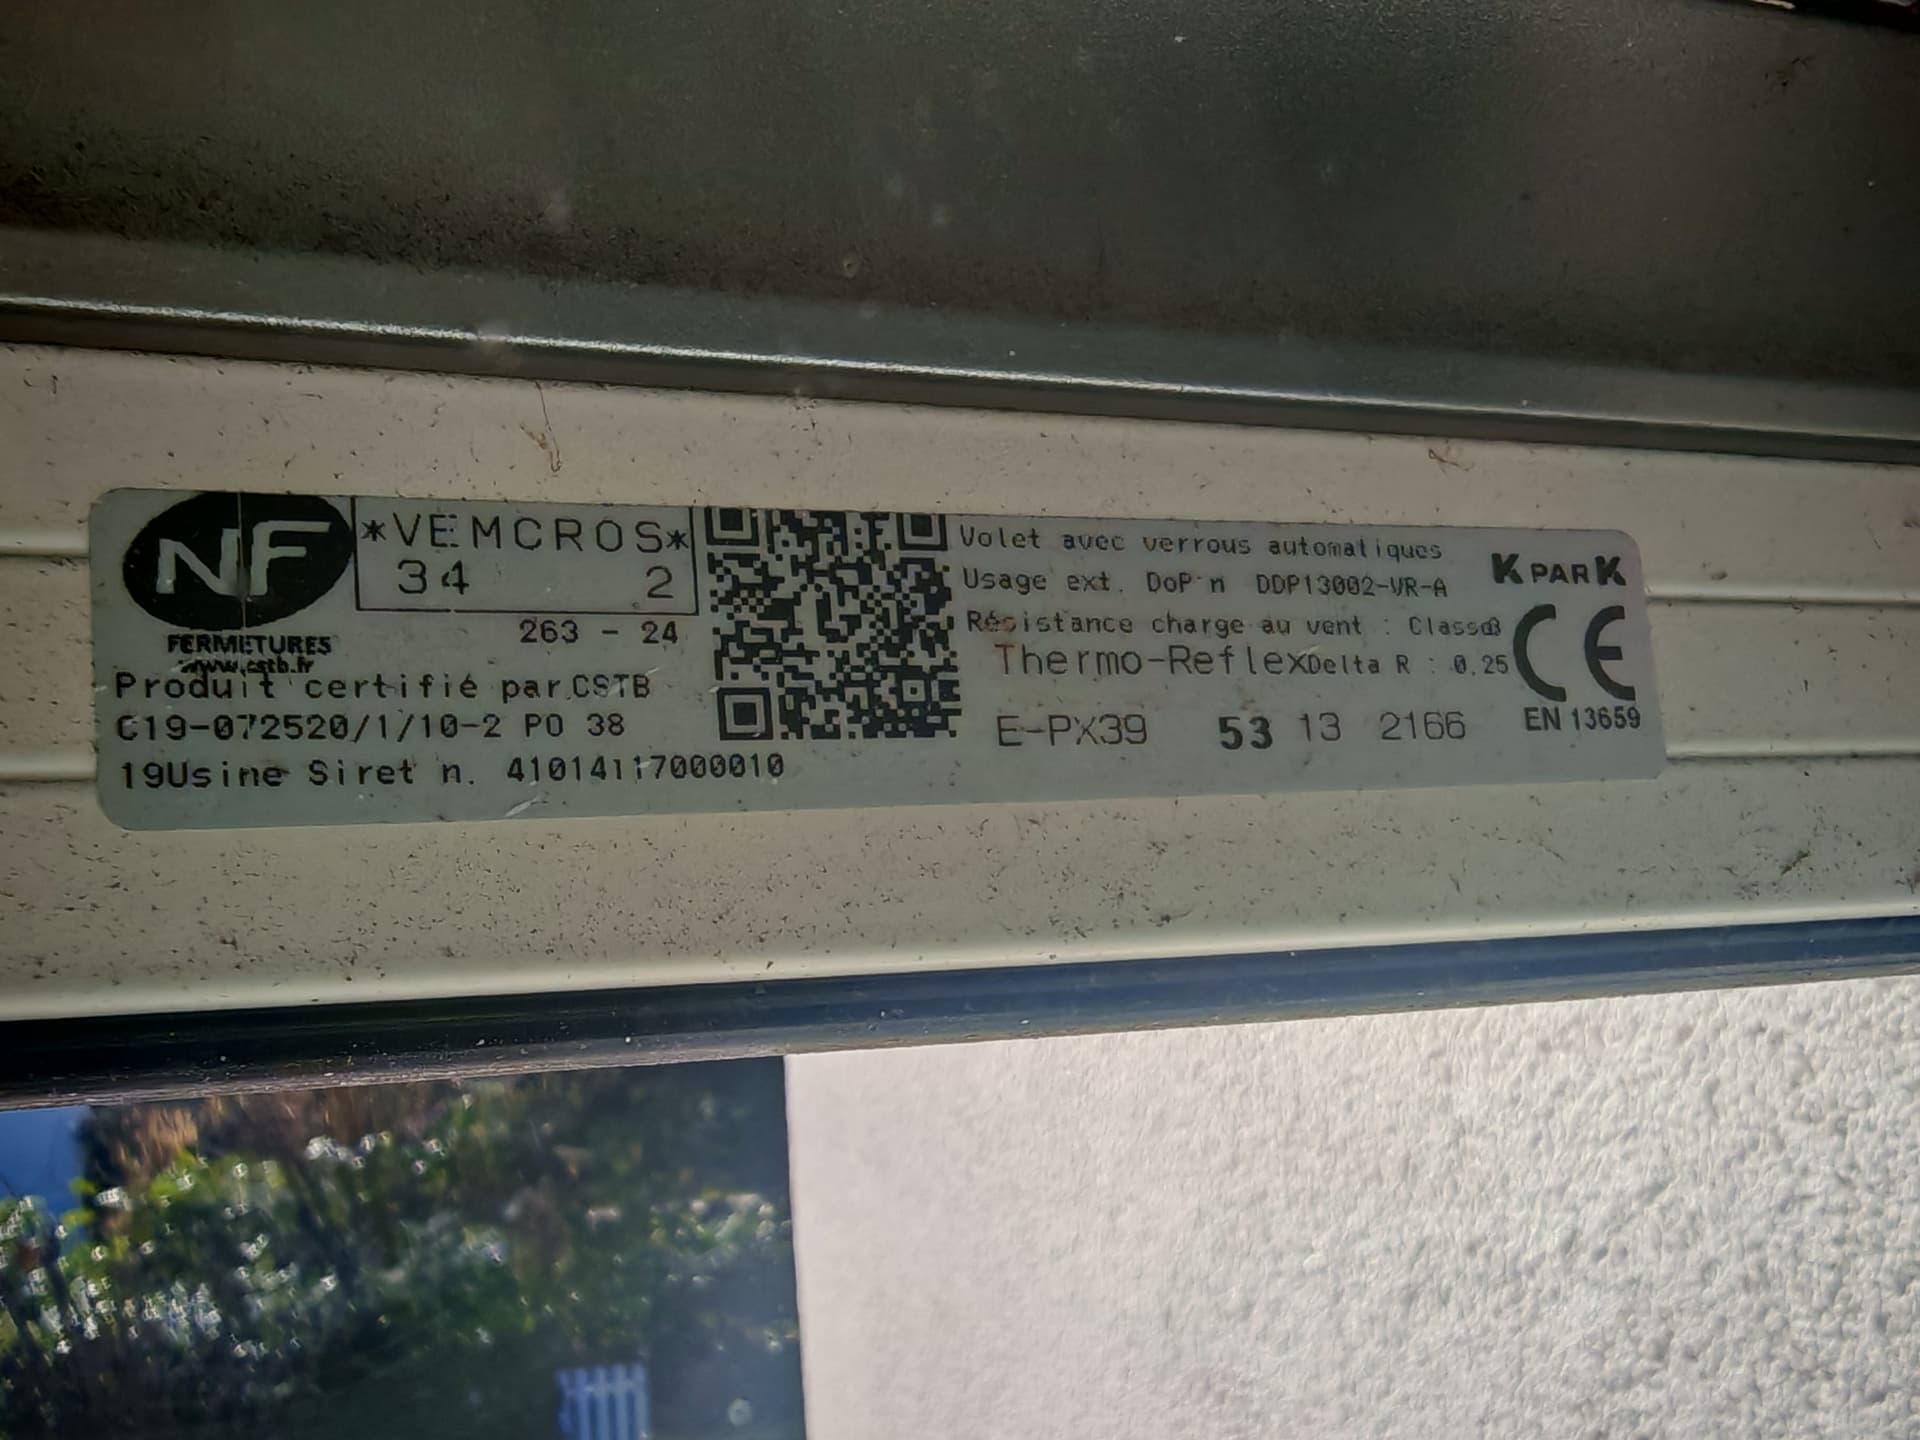 NF
FERMETURES
www.cstb.fr
*VEMCROS*
34 2
263 - 24
Produit certifié par CSTB
C19-072520/1/10-2 PO 38
19Usine Siret n. 41014117000010
Volet avec verrous automatiques
Usage ext. DoP n DDP13002-VR-A
Résistance charge au vent :
Thermo-Reflex Delta R : 0,25
E-PX39 53 13 2166
K PAR K
CE
EN 13659